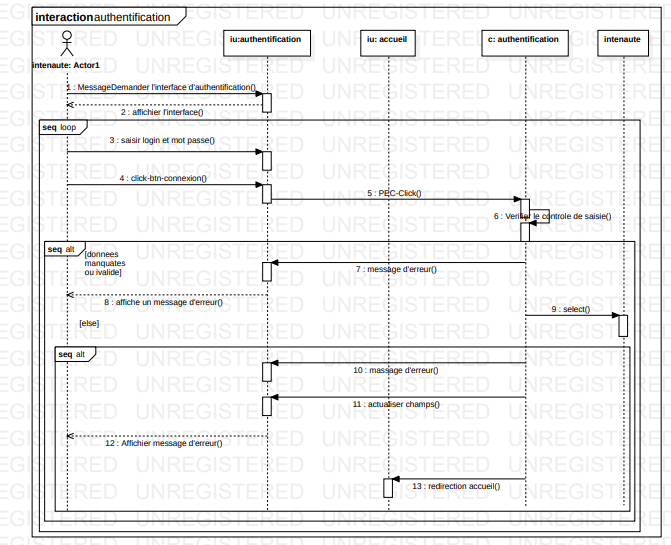 interaction authentification
iu:authentification
iu: accueil
c: authentification
intenaute
intenaute: Actor1
1 : MessageDemander l'interface d'authentification()
2 : affichier l'interface()
seq loop
3 : saisir login et mot passe()
4 : click-btn-connexion()
5 : PEC-Click()
6 : Verifier le controle de saisie()
seq alt
[donnees
manquates
ou ivalide]
7 : message d'erreur()
8 : affiche un message d'erreur()
9 : select()
[else]
seq alt
10 : massage d'erreur()
11 : actualiser champs()
12 : Affichier message d'erreur()
13 : redirection accueil()